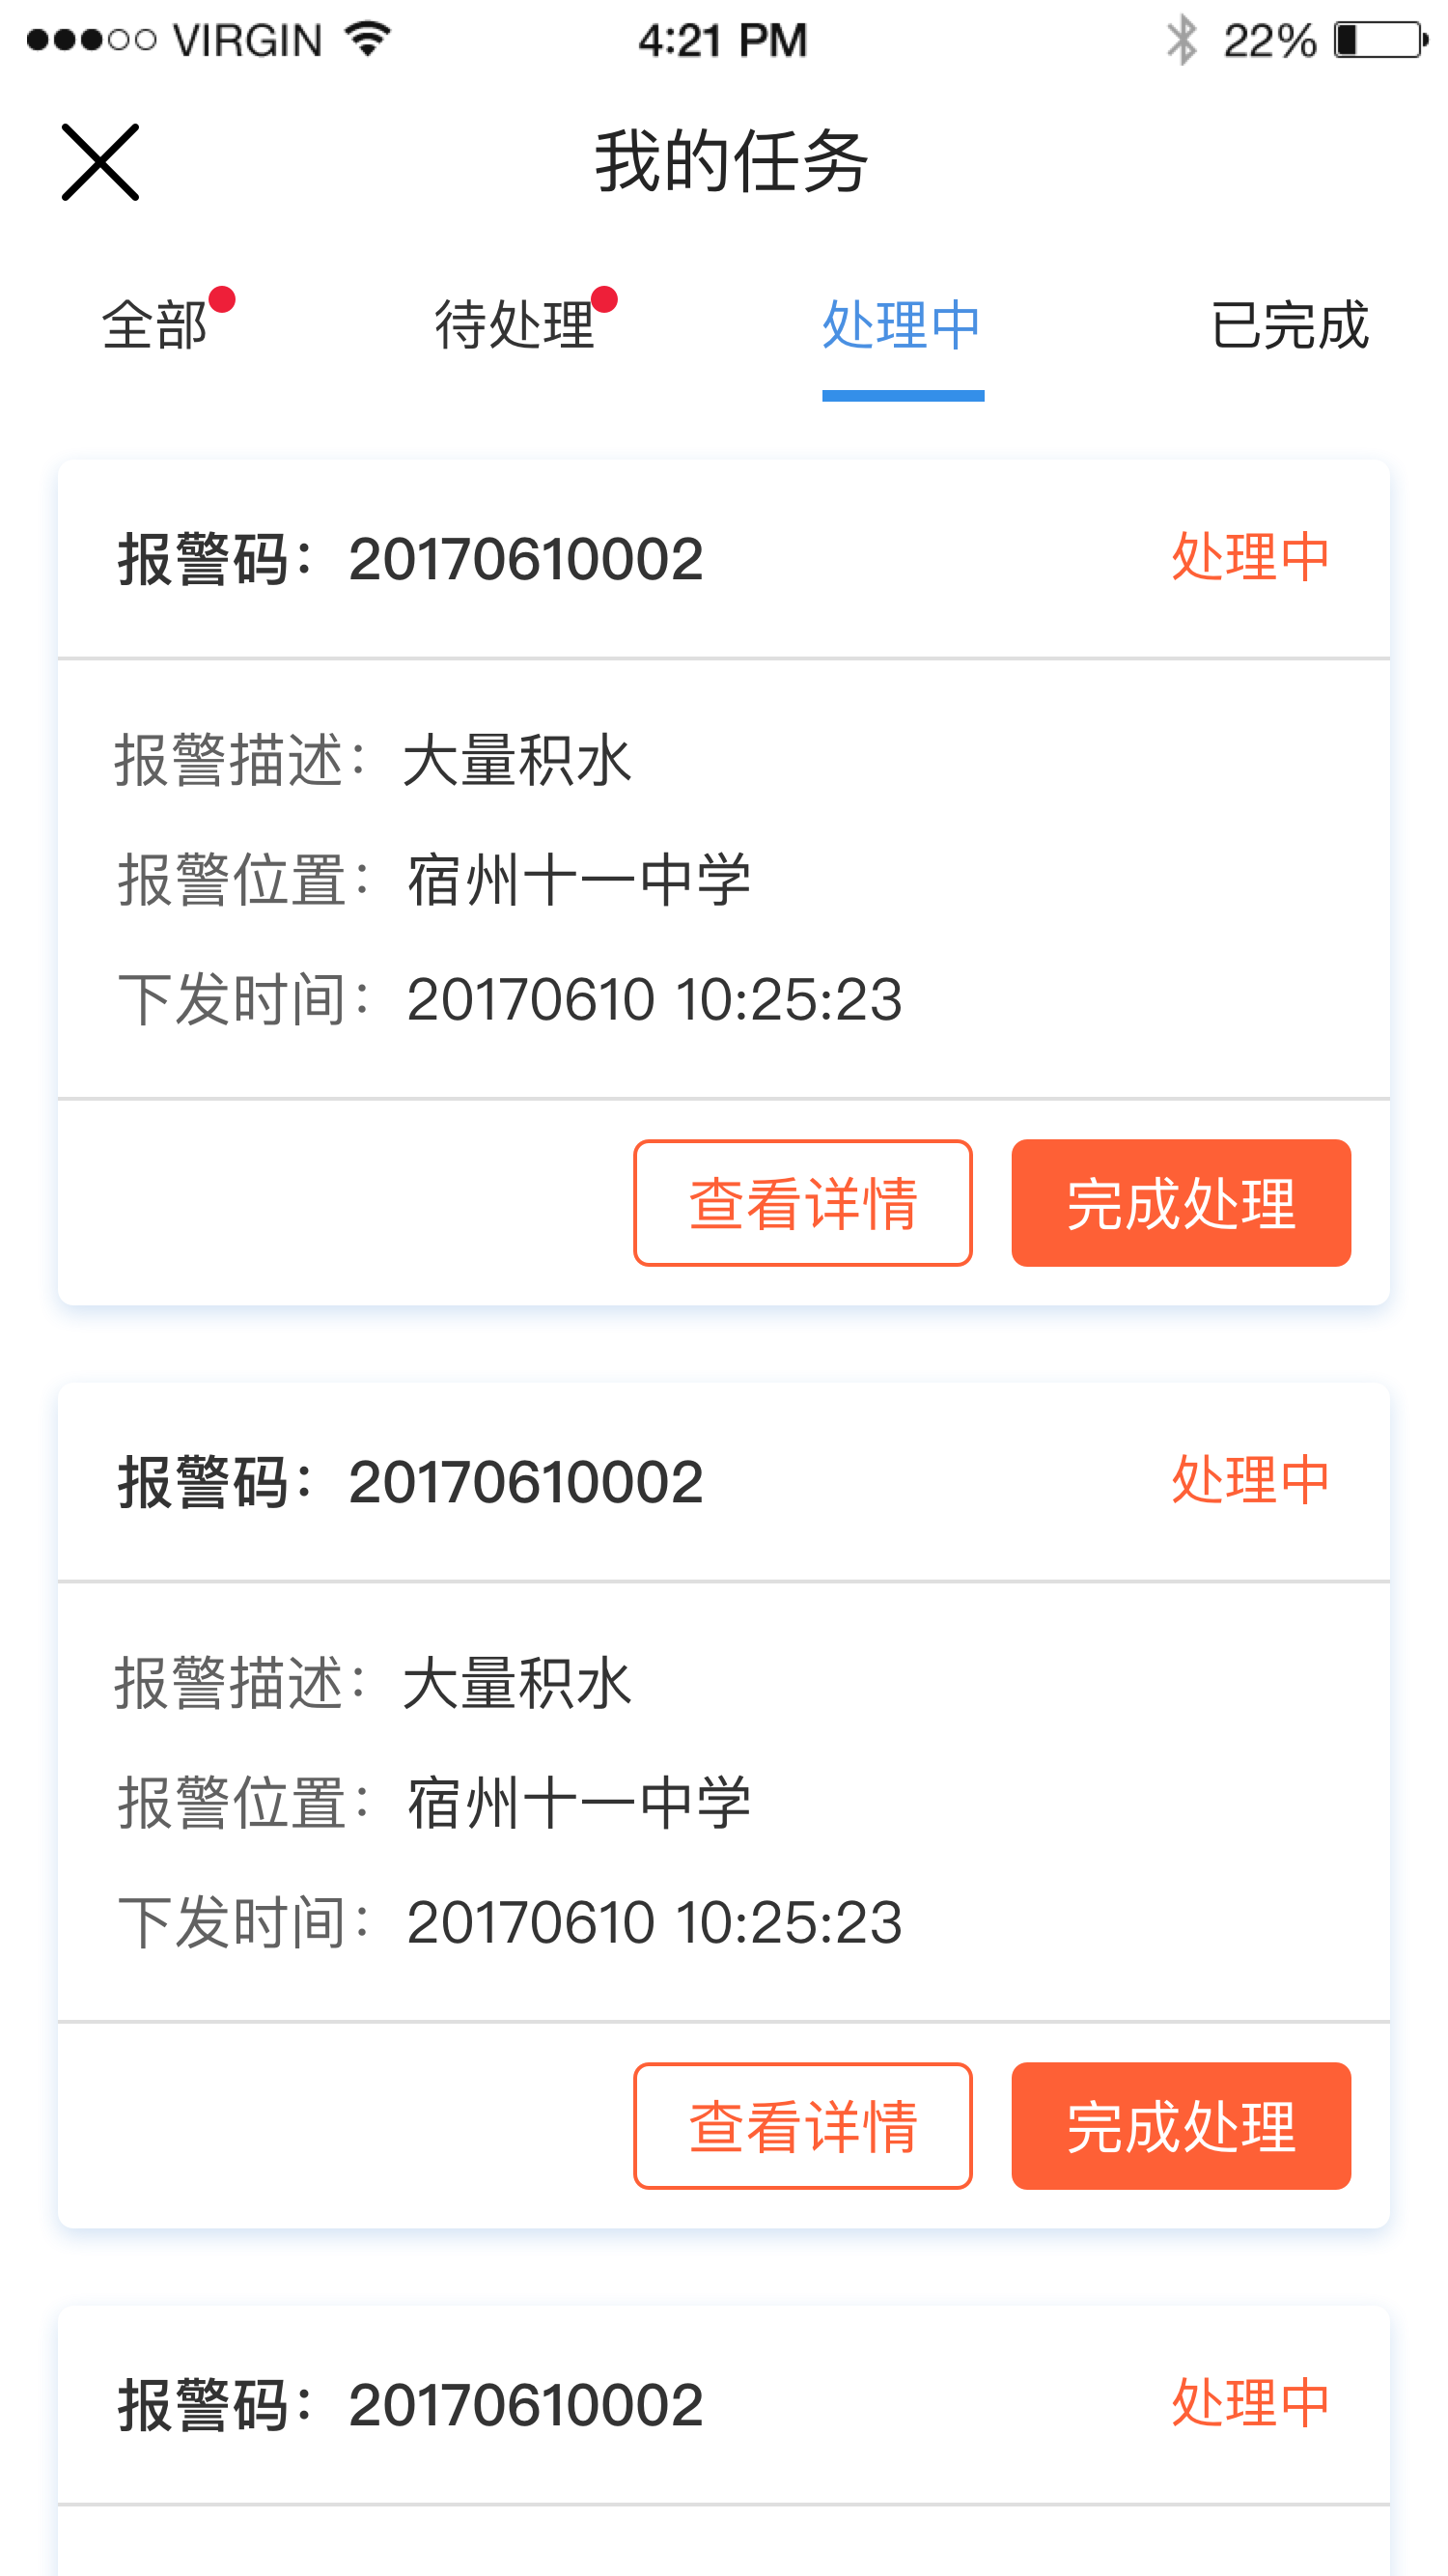 VIRGIN 4:21 PM 22%
我的任务
全部 待处理 处理中 已完成
报警码：20170610002 处理中
报警描述：大量积水
报警位置：宿州十一中学
下发时间：20170610 10:25:23
查看详情 完成处理
报警码：20170610002 处理中
报警描述：大量积水
报警位置：宿州十一中学
下发时间：20170610 10:25:23
查看详情 完成处理
报警码：20170610002 处理中